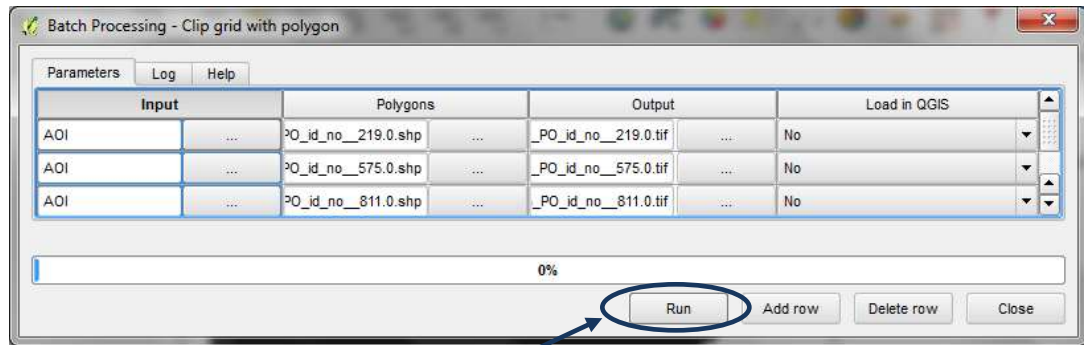 Batch Processing - Clip grid with polygon
Parameters Log Help
Input Polygons Output Load in QGIS
AOI ... PO_id_no__219.0.shp ... _PO_id_no__219.0.tif ... No
AOI ... PO_id_no__575.0.shp ... _PO_id_no__575.0.tif ... No
AOI ... PO_id_no__811.0.shp ... _PO_id_no__811.0.tif ... No
0%
Run Add row Delete row Close